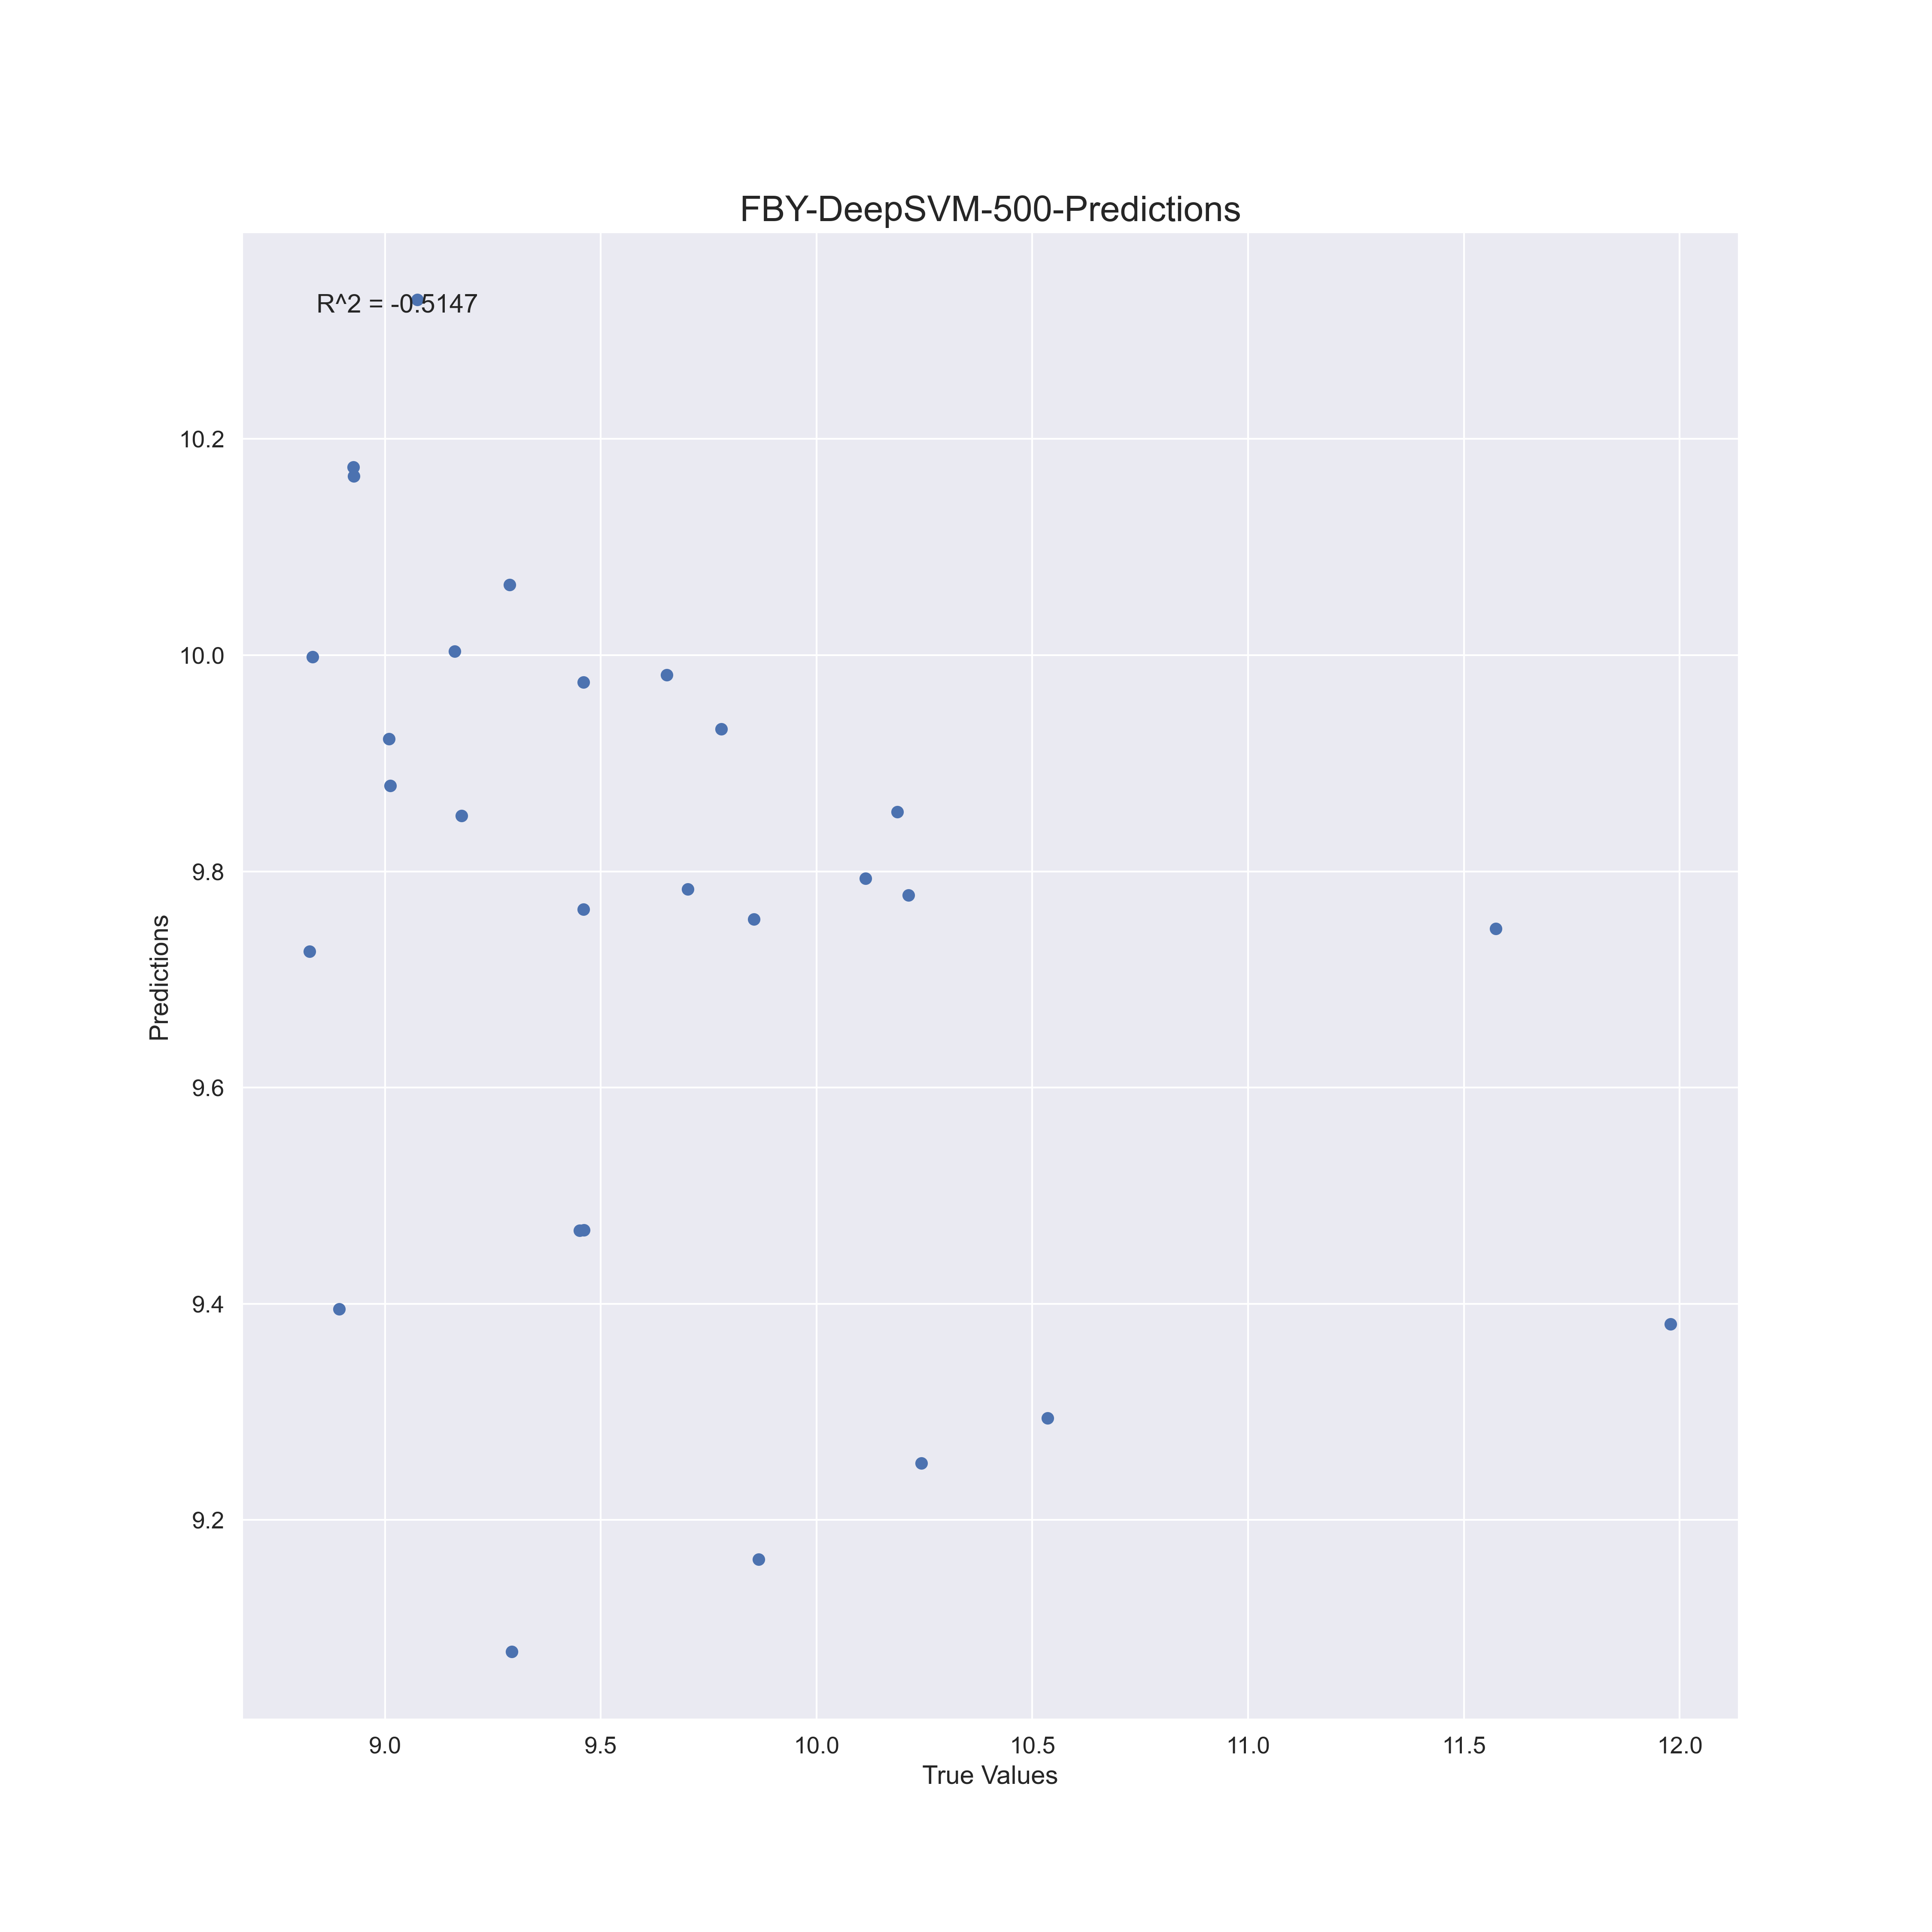 FBY-DeepSVM-500-Predictions
R^2 = -0.5147
10.2
10.0
9.8
9.6
9.4
9.2
Predictions
9.0 9.5 10.0 10.5 11.0 11.5 12.0
True Values